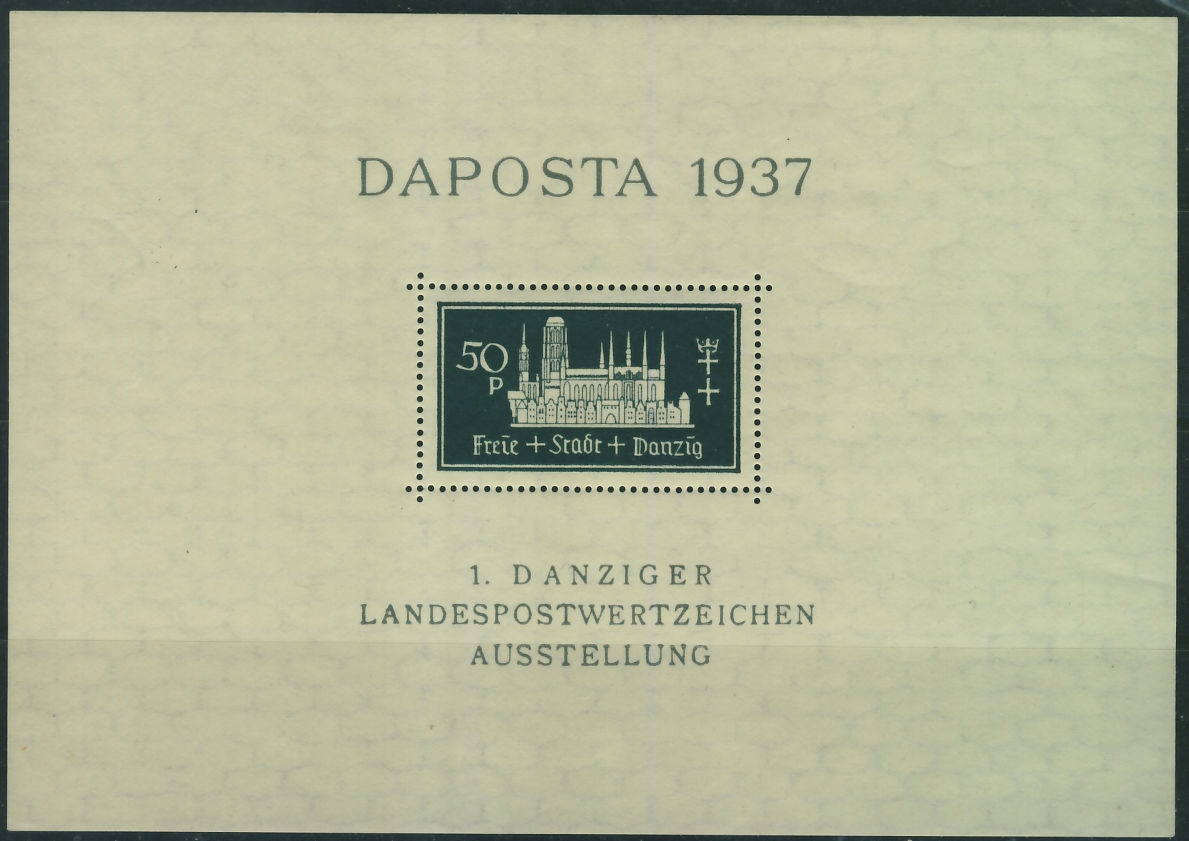 DAPOSTA 1937
50
P
Freie + Stadt + Danzig
1. DANZIGER
LANDESPOSTWERTZEICHEN
AUSSTELLUNG